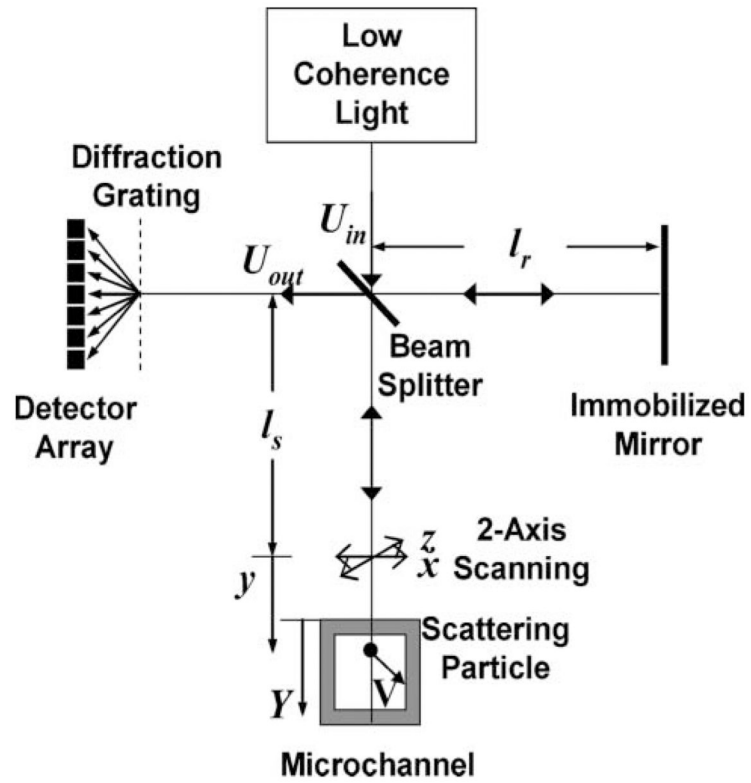 Low
Coherence
Light
Diffraction
Grating
U_in
l_r
U_out
Beam
Splitter
Detector
Array
Immobilized
Mirror
l_s
2-Axis
Scanning
z
x
y
Scattering
Particle
V
Y
Microchannel